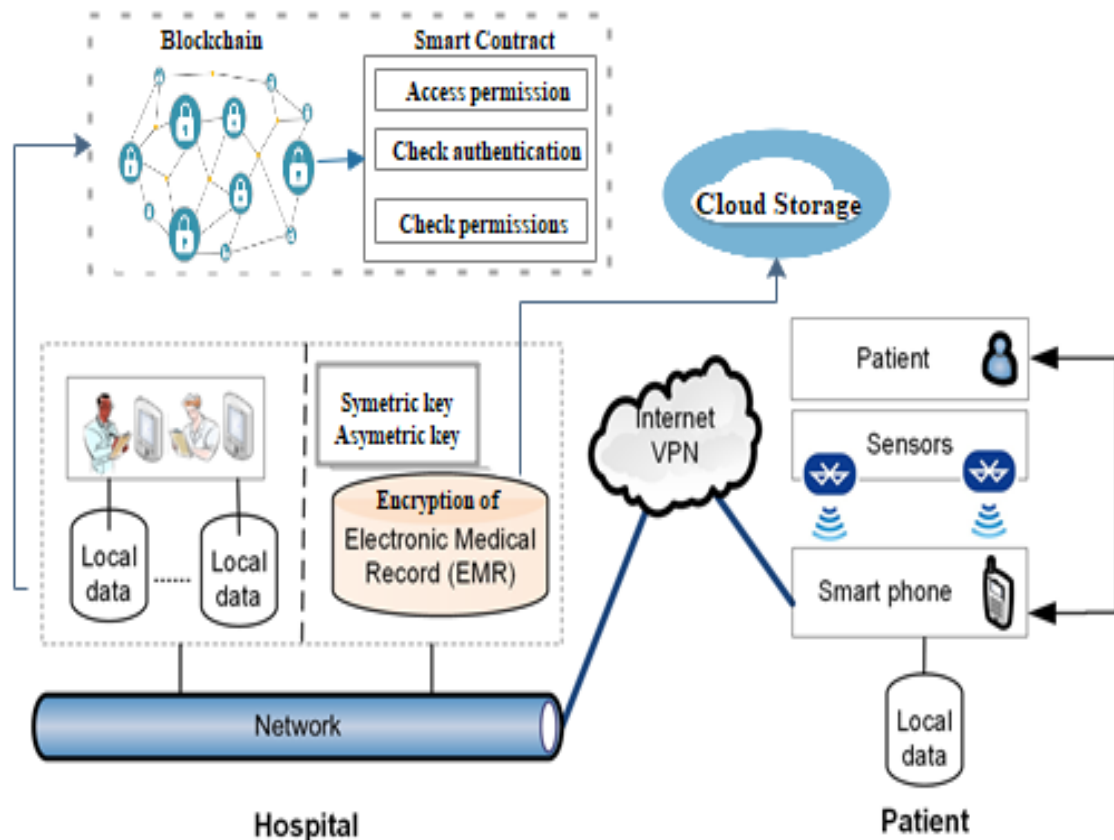 Blockchain
Smart Contract
Access permission
Check authentication
Check permissions
Cloud Storage
Symetric key
Asymetric key
Encryption of
Electronic Medical
Record (EMR)
Local
data
......
Local
data
Network
Hospital
Internet
VPN
Patient
Sensors
Smart phone
Local
data
Patient